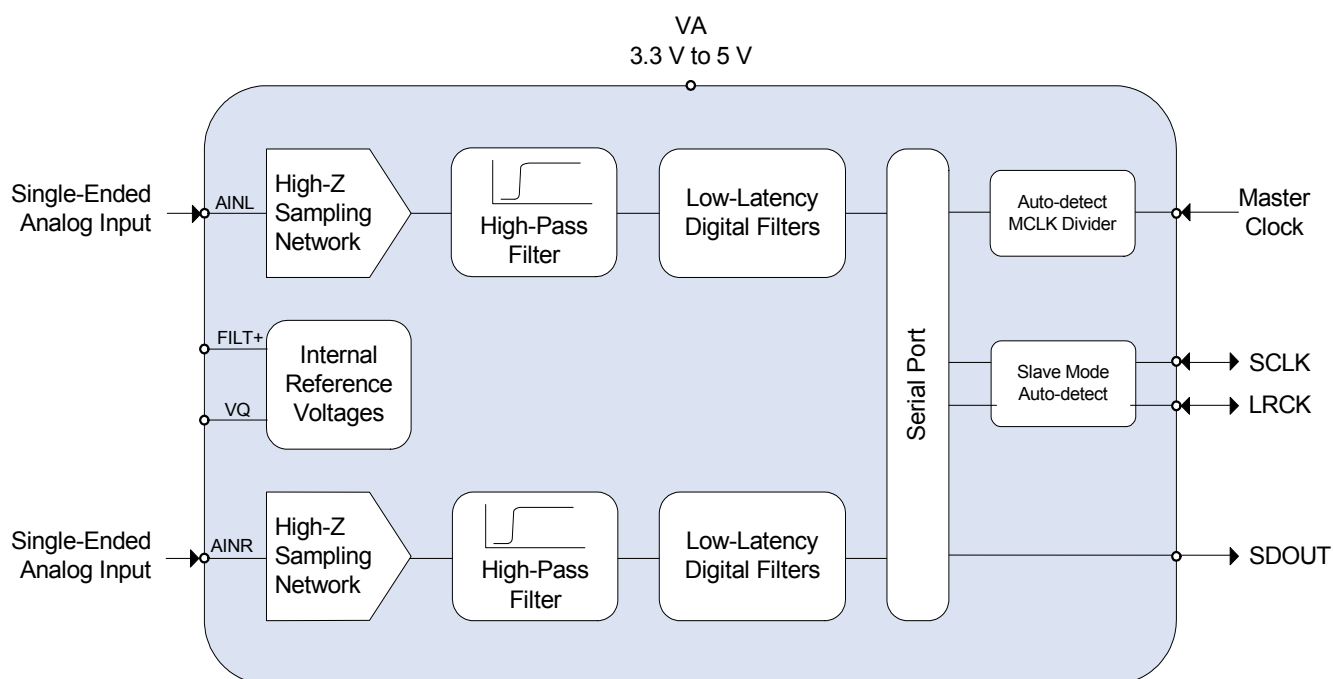 VA
3.3 V to 5 V
Single-Ended
Analog Input
AINL
High-Z
Sampling
Network
High-Pass
Filter
Low-Latency
Digital Filters
Serial Port
Auto-detect
MCLK Divider
Master
Clock
FILT+
VQ
Internal
Reference
Voltages
Slave Mode
Auto-detect
SCLK
LRCK
Single-Ended
Analog Input
AINR
High-Z
Sampling
Network
High-Pass
Filter
Low-Latency
Digital Filters
SDOUT